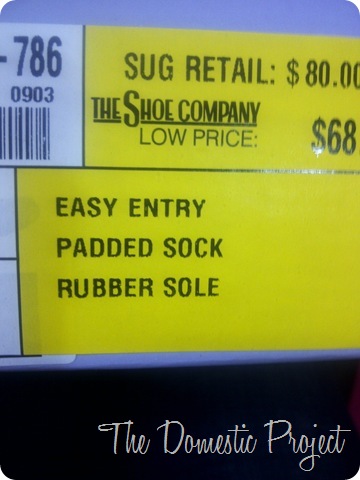 -786
0903
SUG RETAIL: $80.00
THE SHOE COMPANY
LOW PRICE: $68
EASY ENTRY
PADDED SOCK
RUBBER SOLE
The Domestic Project